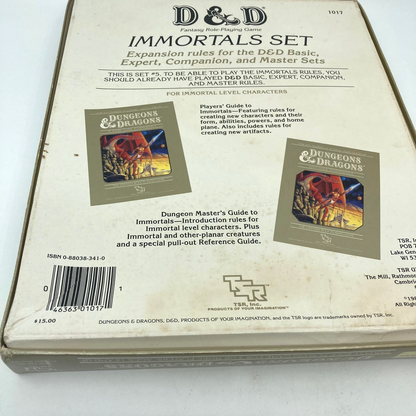 D&D
1017
Fantasy Role-Playing Game
IMMORTALS SET
Expansion rules for the D&D Basic,
Expert, Companion, and Master Sets
THIS IS SET #5. TO BE ABLE TO PLAY THE IMMORTALS RULES, YOU
SHOULD ALREADY HAVE PLAYED D&D BASIC, EXPERT, COMPANION,
AND MASTER RULES.
FOR IMMORTAL LEVEL CHARACTERS
DUNGEONS
& DRAGONS
Players' Guide to
Immortals—Featuring rules for
creating new characters and their
form, abilities, powers, and home
plane. Also includes rules for
creating new artifacts.
DUNGEONS
& DRAGONS
Dungeon Master's Guide to
Immortals—Introduction rules for
Immortal level characters. Plus
Immortal and other-planar creatures
and a special pull-out Reference Guide.
ISBN 0-88038-341-0
0 1
46363 01017
$15.00
TSR
TSR, Inc.
PRODUCTS OF YOUR IMAGINATION™
TSR, In
POB 7
Lake Gen
WI 53
TSR U
The Mill, Rathmo
Cambri
All Righ
DUNGEONS & DRAGONS, D&D, PRODUCTS OF YOUR IMAGINATION, and the TSR logo are trademarks owned by TSR, Inc.